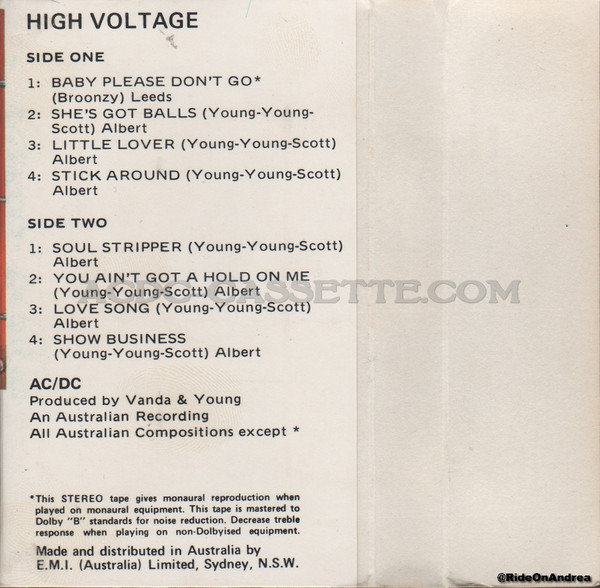 HIGH VOLTAGE
SIDE ONE
1: BABY PLEASE DON'T GO*
(Broonzy) Leeds
2: SHE'S GOT BALLS (Young-Young-
Scott) Albert
3: LITTLE LOVER (Young-Young-Scott)
Albert
4: STICK AROUND (Young-Young-Scott)
Albert
SIDE TWO
1: SOUL STRIPPER (Young-Young-Scott)
Albert
2: YOU AIN'T GOT A HOLD ON ME
(Young-Young-Scott) Albert
ACDC-CASSETTE.COM
3: LOVE SONG (Young-Young-Scott)
Albert
4: SHOW BUSINESS
(Young-Young-Scott) Albert
AC/DC
Produced by Vanda & Young
An Australian Recording
All Australian Compositions except *
*This STEREO tape gives monaural reproduction when
played on monaural equipment. This tape is mastered to
Dolby "B" standards for noise reduction. Decrease treble
response when playing on non-Dolbyised equipment.
Made and distributed in Australia by
E.M.I. (Australia) Limited, Sydney, N.S.W.
@RideOnAndrea